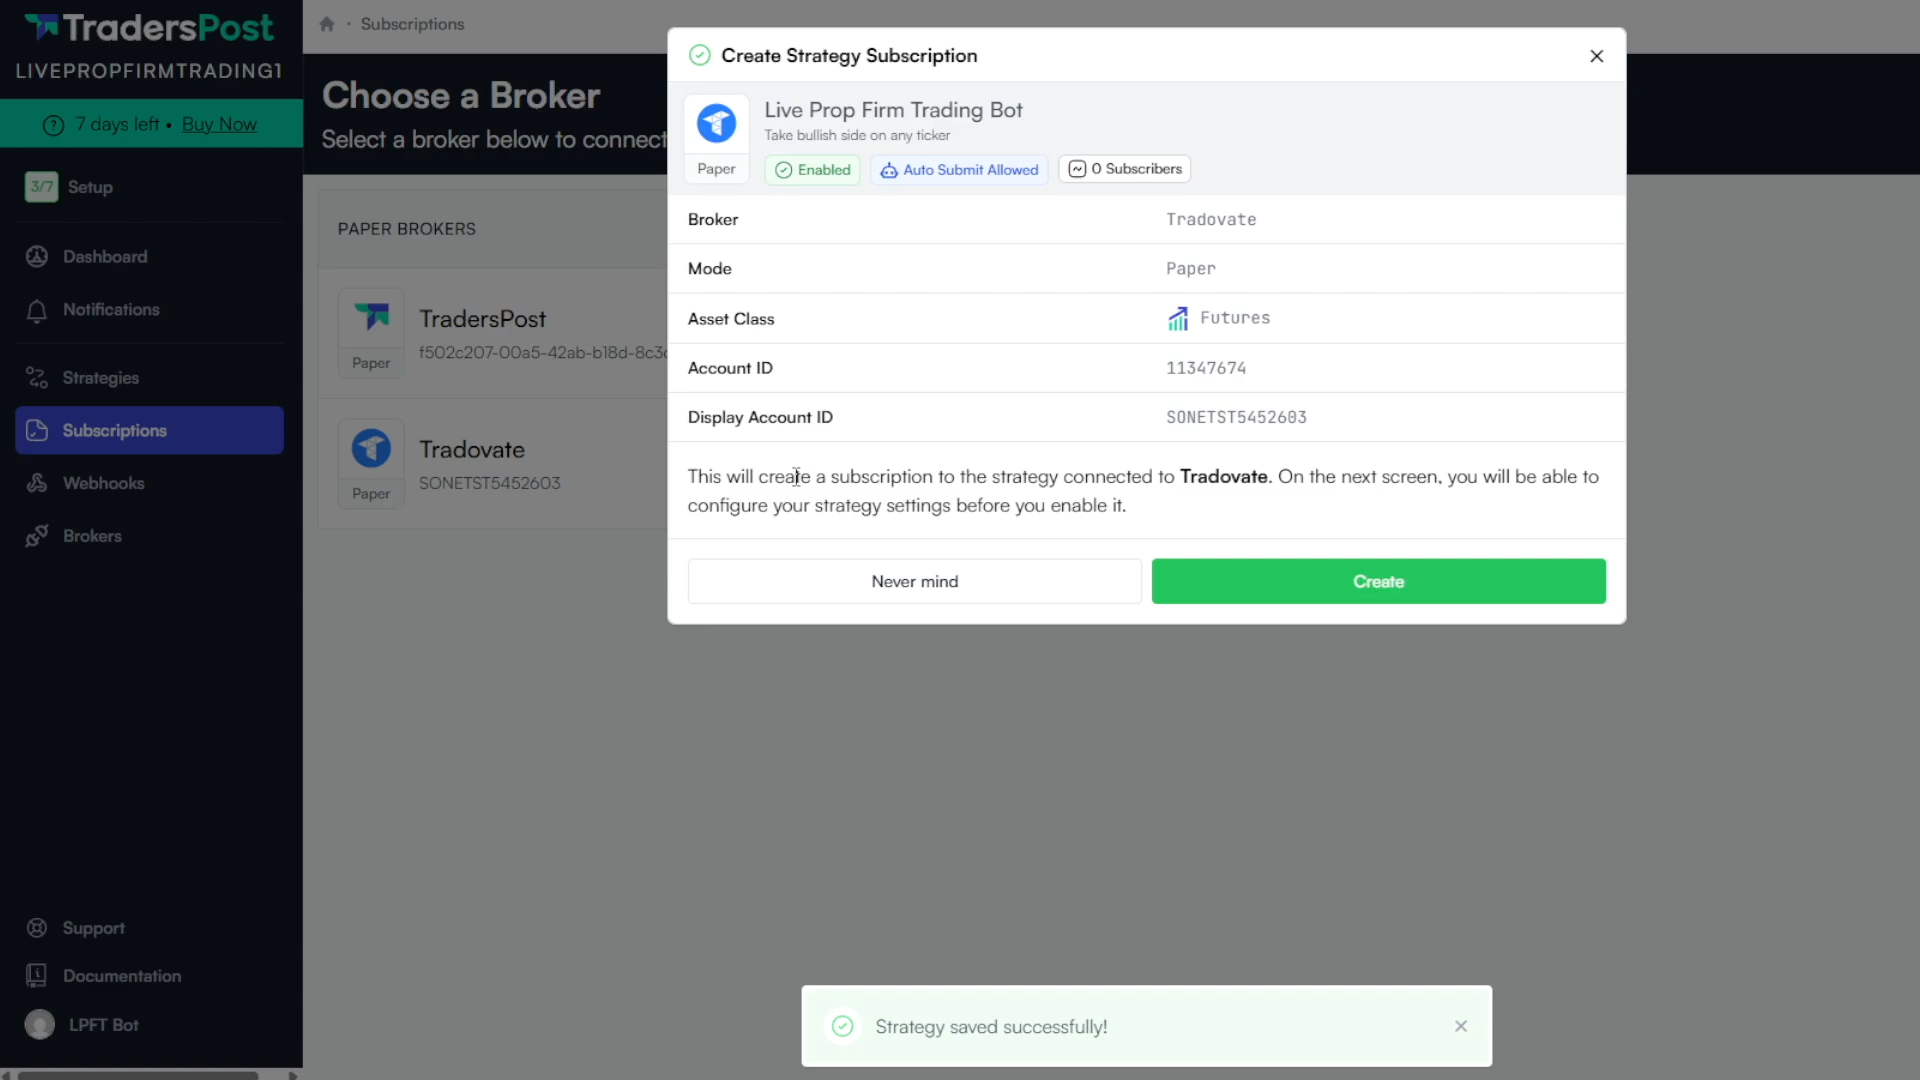 TradersPost
LIVEPROPFIRMTRADING1
7 days left • Buy Now
3/7 Setup
Dashboard
Notifications
Strategies
Subscriptions
Webhooks
Brokers
Support
Documentation
LPFT Bot
Subscriptions
Choose a Broker
Select a broker below to connect
PAPER BROKERS
TradersPost
f502c207-00a5-42ab-b18d-8c3
Paper
Tradovate
SONETST5452603
Paper
Create Strategy Subscription
Live Prop Firm Trading Bot
Take bullish side on any ticker
Paper
Enabled
Auto Submit Allowed
0 Subscribers
Broker Tradovate
Mode Paper
Asset Class Futures
Account ID 11347674
Display Account ID SONETST5452603
This will create a subscription to the strategy connected to Tradovate. On the next screen, you will be able to
configure your strategy settings before you enable it.
Never mind
Create
Strategy saved successfully!